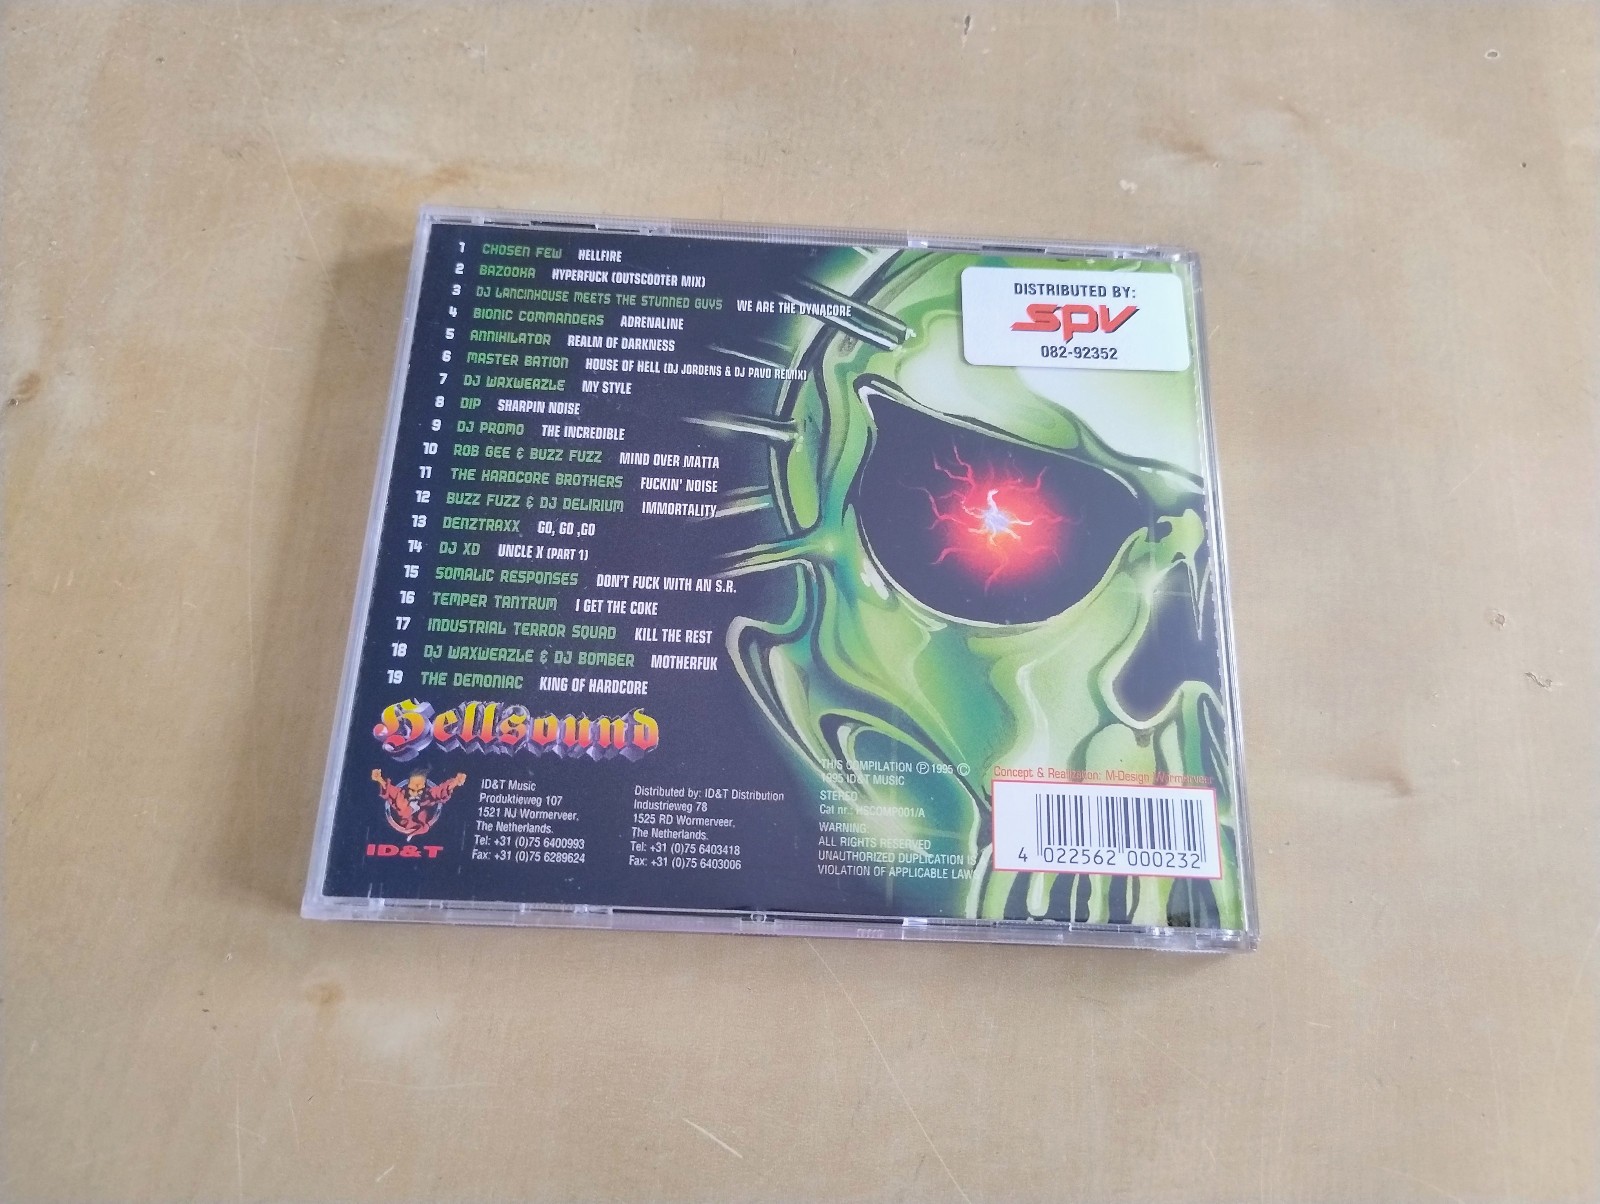 1 CHOSEN FEW HELLFIRE
2 BAZOOKA HYPERFUCK (OUTSCOOTER MIX)
3 DJ LANCINHOUSE MEETS THE STUNNED GUYS WE ARE THE DYNACORE
4 BIONIC COMMANDERS ADRENALINE
5 ANNIHILATOR REALM OF DARKNESS
6 MASTER BATION HOUSE OF HELL (DJ JORDENS & DJ PAVO REMIX)
7 DJ WAXWEAZLE MY STYLE
8 DIP SHARPIN NOISE
9 DJ PROMO THE INCREDIBLE
10 ROB GEE & BUZZ FUZZ MIND OVER MATTA
11 THE HARDCORE BROTHERS FUCKIN' NOISE
12 BUZZ FUZZ & DJ DELIRIUM IMMORTALITY
13 DENZTRAXX GO, GO ,GO
14 DJ XD UNCLE X (PART 1)
15 SOMALIC RESPONSES DON'T FUCK WITH AN S.R.
16 TEMPER TANTRUM I GET THE COKE
17 INDUSTRIAL TERROR SQUAD KILL THE REST
18 DJ WAXWEAZLE & DJ BOMBER MOTHERFUK
19 THE DEMONIAC KING OF HARDCORE
Hellsound
ID&T
ID&T Music
Produktieweg 107
1521 NJ Wormerveer.
The Netherlands.
Tel: +31 (0)75 6400993
Fax: +31 (0)75 6289624
Distributed by: ID&T Distribution
Industrieweg 78
1525 RD Wormerveer.
The Netherlands.
Tel: +31 (0)75 6403418
Fax: +31 (0)75 6403006
THIS COMPILATION Ⓟ 1995 ©
1995 ID&T MUSIC
STEREO
Cat nr.: HSCOMP001/A
WARNING:
ALL RIGHTS RESERVED
UNAUTHORIZED DUPLICATION IS
VIOLATION OF APPLICABLE LAWS
DISTRIBUTED BY:
spv
082-92352
Concept & Realization: M-Design Wormerveer
4 022562 000232